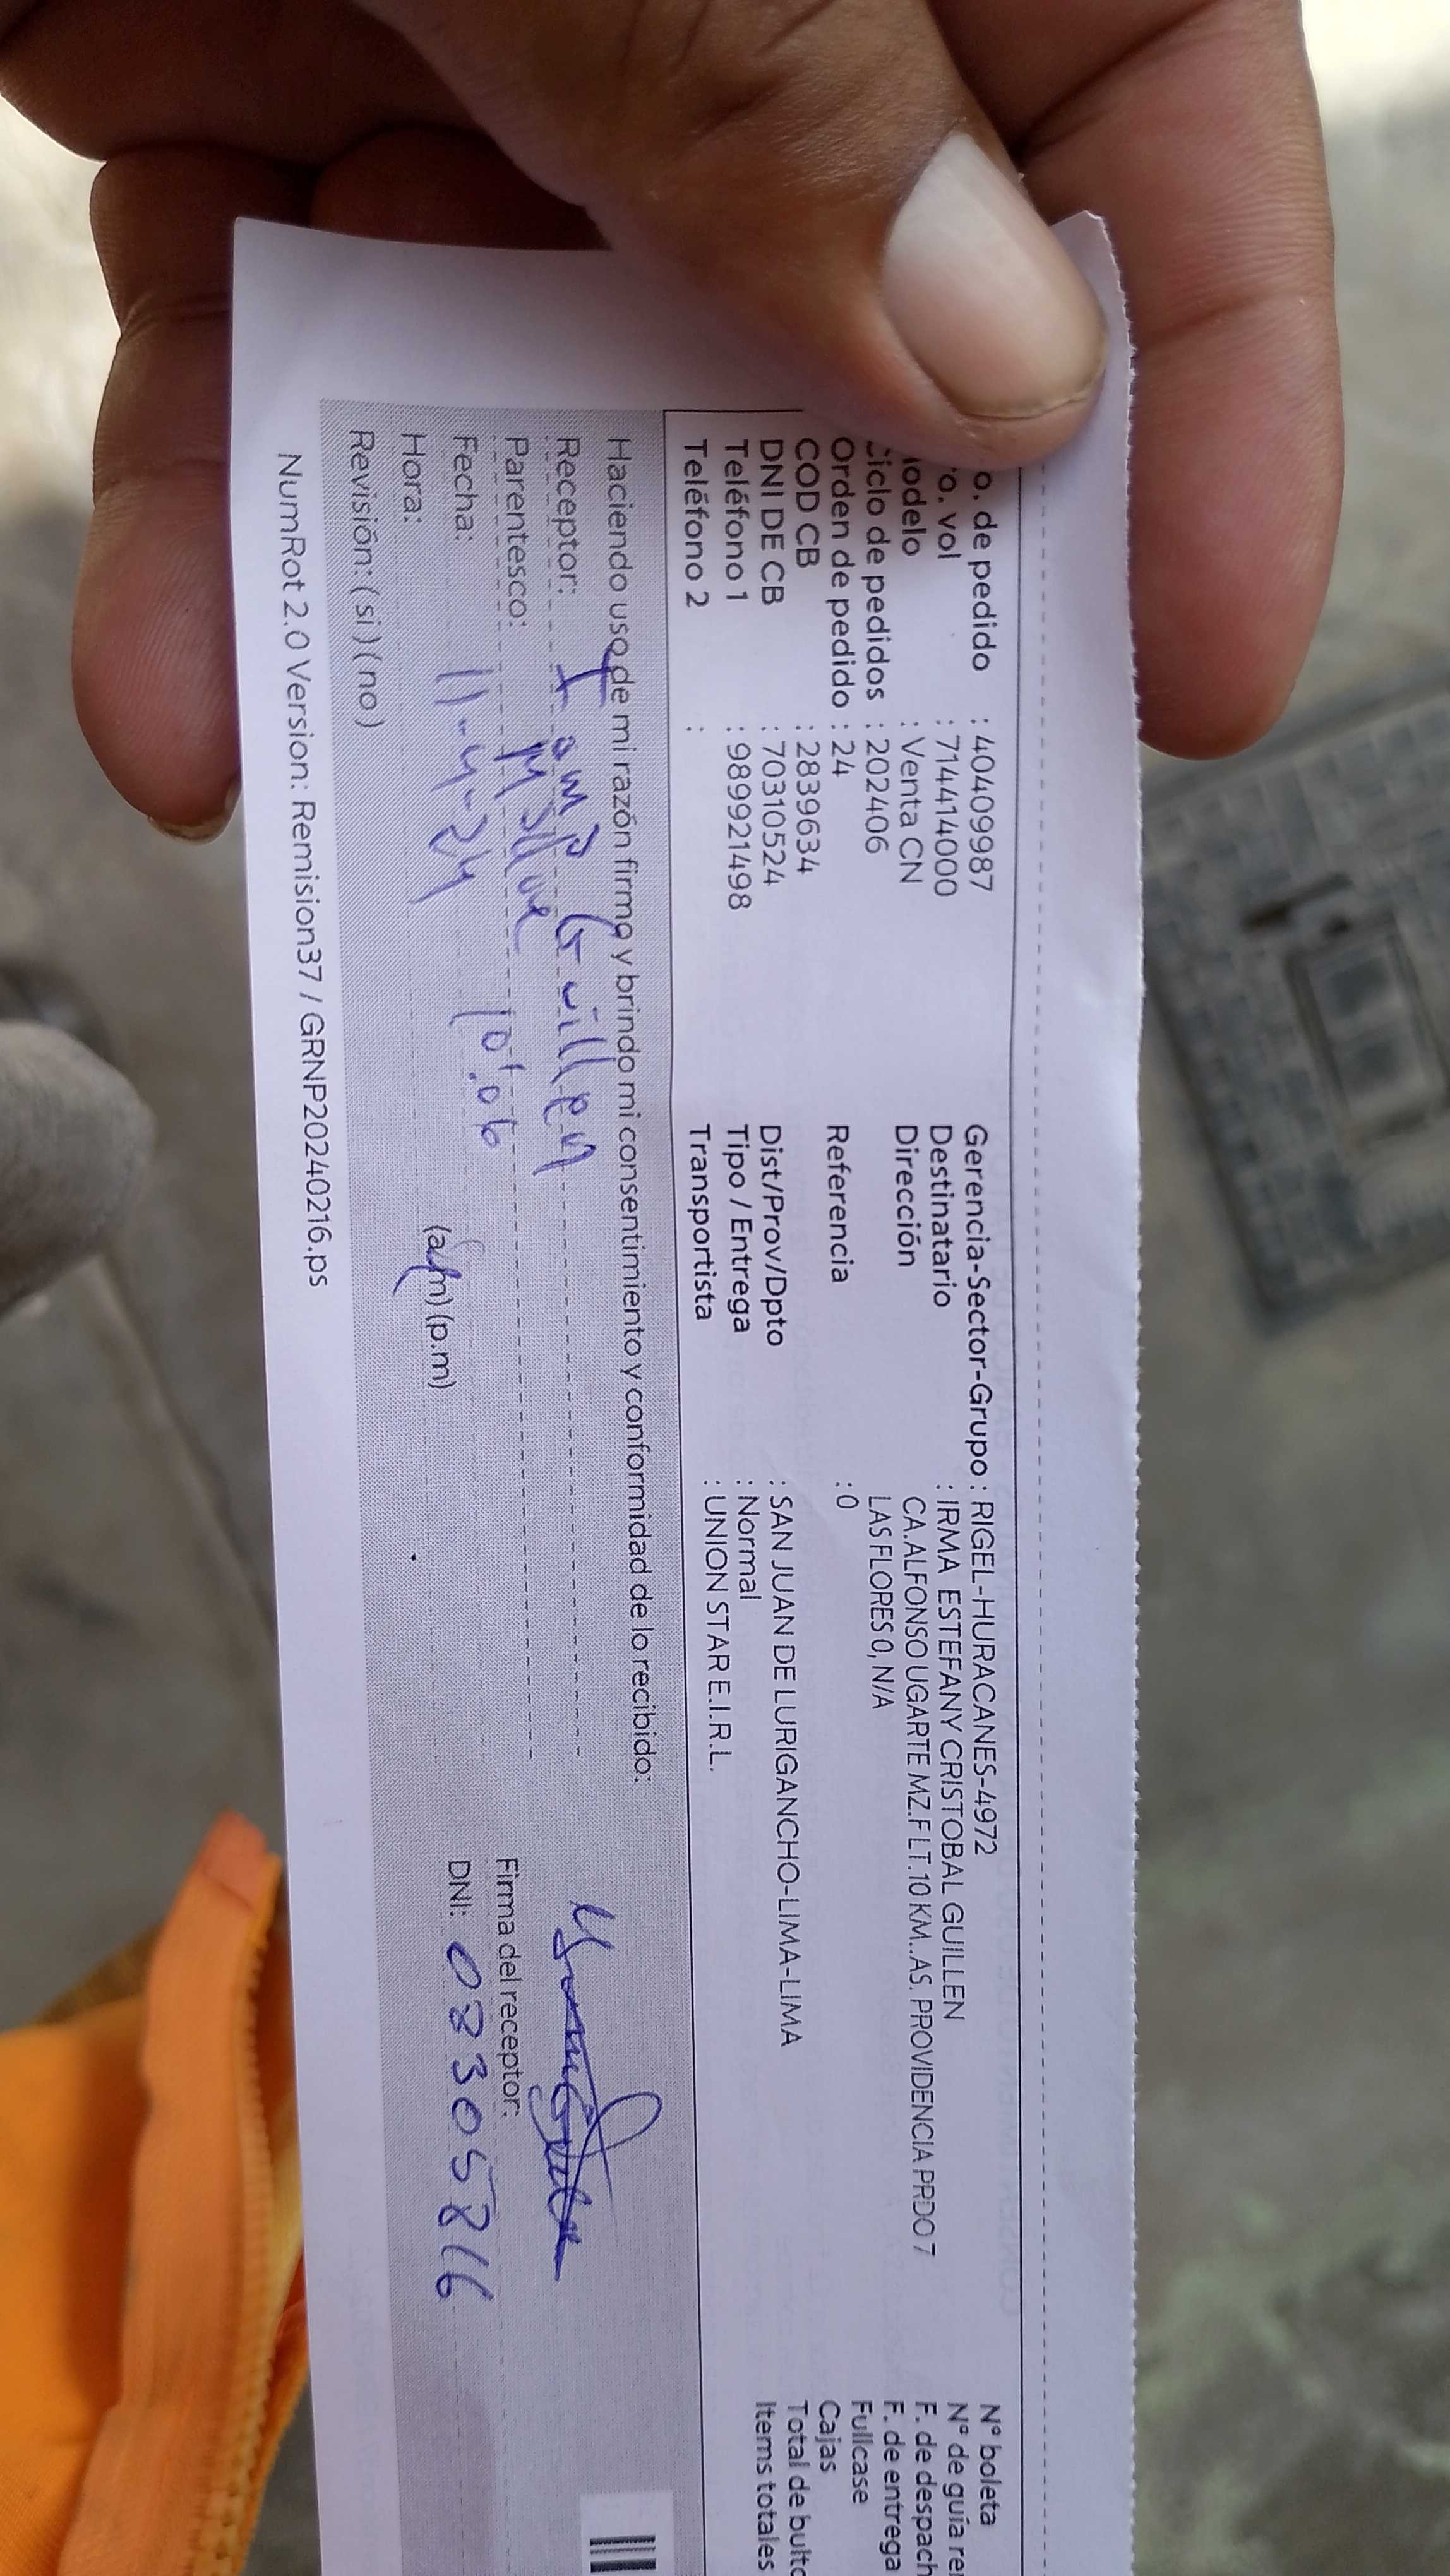 o. de pedido : 40409987
ro. vol : 714414000
odelo : Venta CN
Ciclo de pedidos : 202406
Orden de pedido : 24
COD CB : 2839634
DNI DE CB : 70310524
Teléfono 1 : 989921498
Teléfono 2 :
Gerencia-Sector-Grupo : RIGEL-HURACANES-4972
Destinatario : IRMA ESTEFANY CRISTOBAL GUILLEN
Dirección CA.ALFONSO UGARTE MZ.F LT.10 KM..AS. PROVIDENCIA PRDO 7
LAS FLORES 0, N/A
Referencia :0
Dist/Prov/Dpto : SAN JUAN DE LURIGANCHO-LIMA-LIMA
Tipo / Entrega : Normal
Transportista : UNION STAR E.I.R.L.
N° boleta
N° de guía re
F. de despach
F. de entrega
Fullcase
Cajas
Total de bulto
Items totales
Haciendo uso de mi razón firmo y brindo mi consentimiento y conformidad de lo recibido:
Receptor: Guillen
Parentesco:
Fecha: 11-4-24
Hora: 10:06 (a.m) (p.m)
Revisión: (si) (no)
Firma del receptor:
DNI: 08305816
NumRot 2.0 Version: Remision37 / GRNP20240216.ps